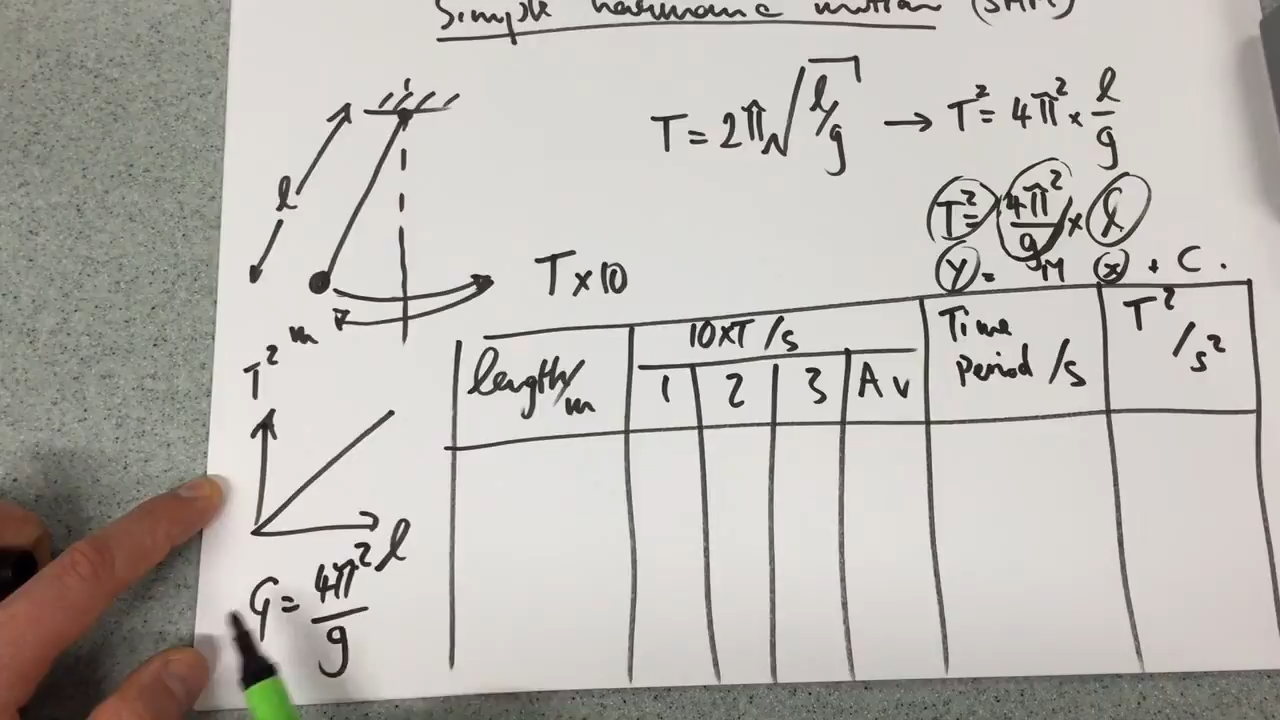 Simple harmonic motion (SHM)
T = 2π√l/g → T² = 4π² × l/g
T² = 4π²/g × l
y = M x + C .
l
m
T × 10
length/m
10×T /s
1 2 3 Av
Time period /s
T² /s²
T²
l
G = 4π²/g